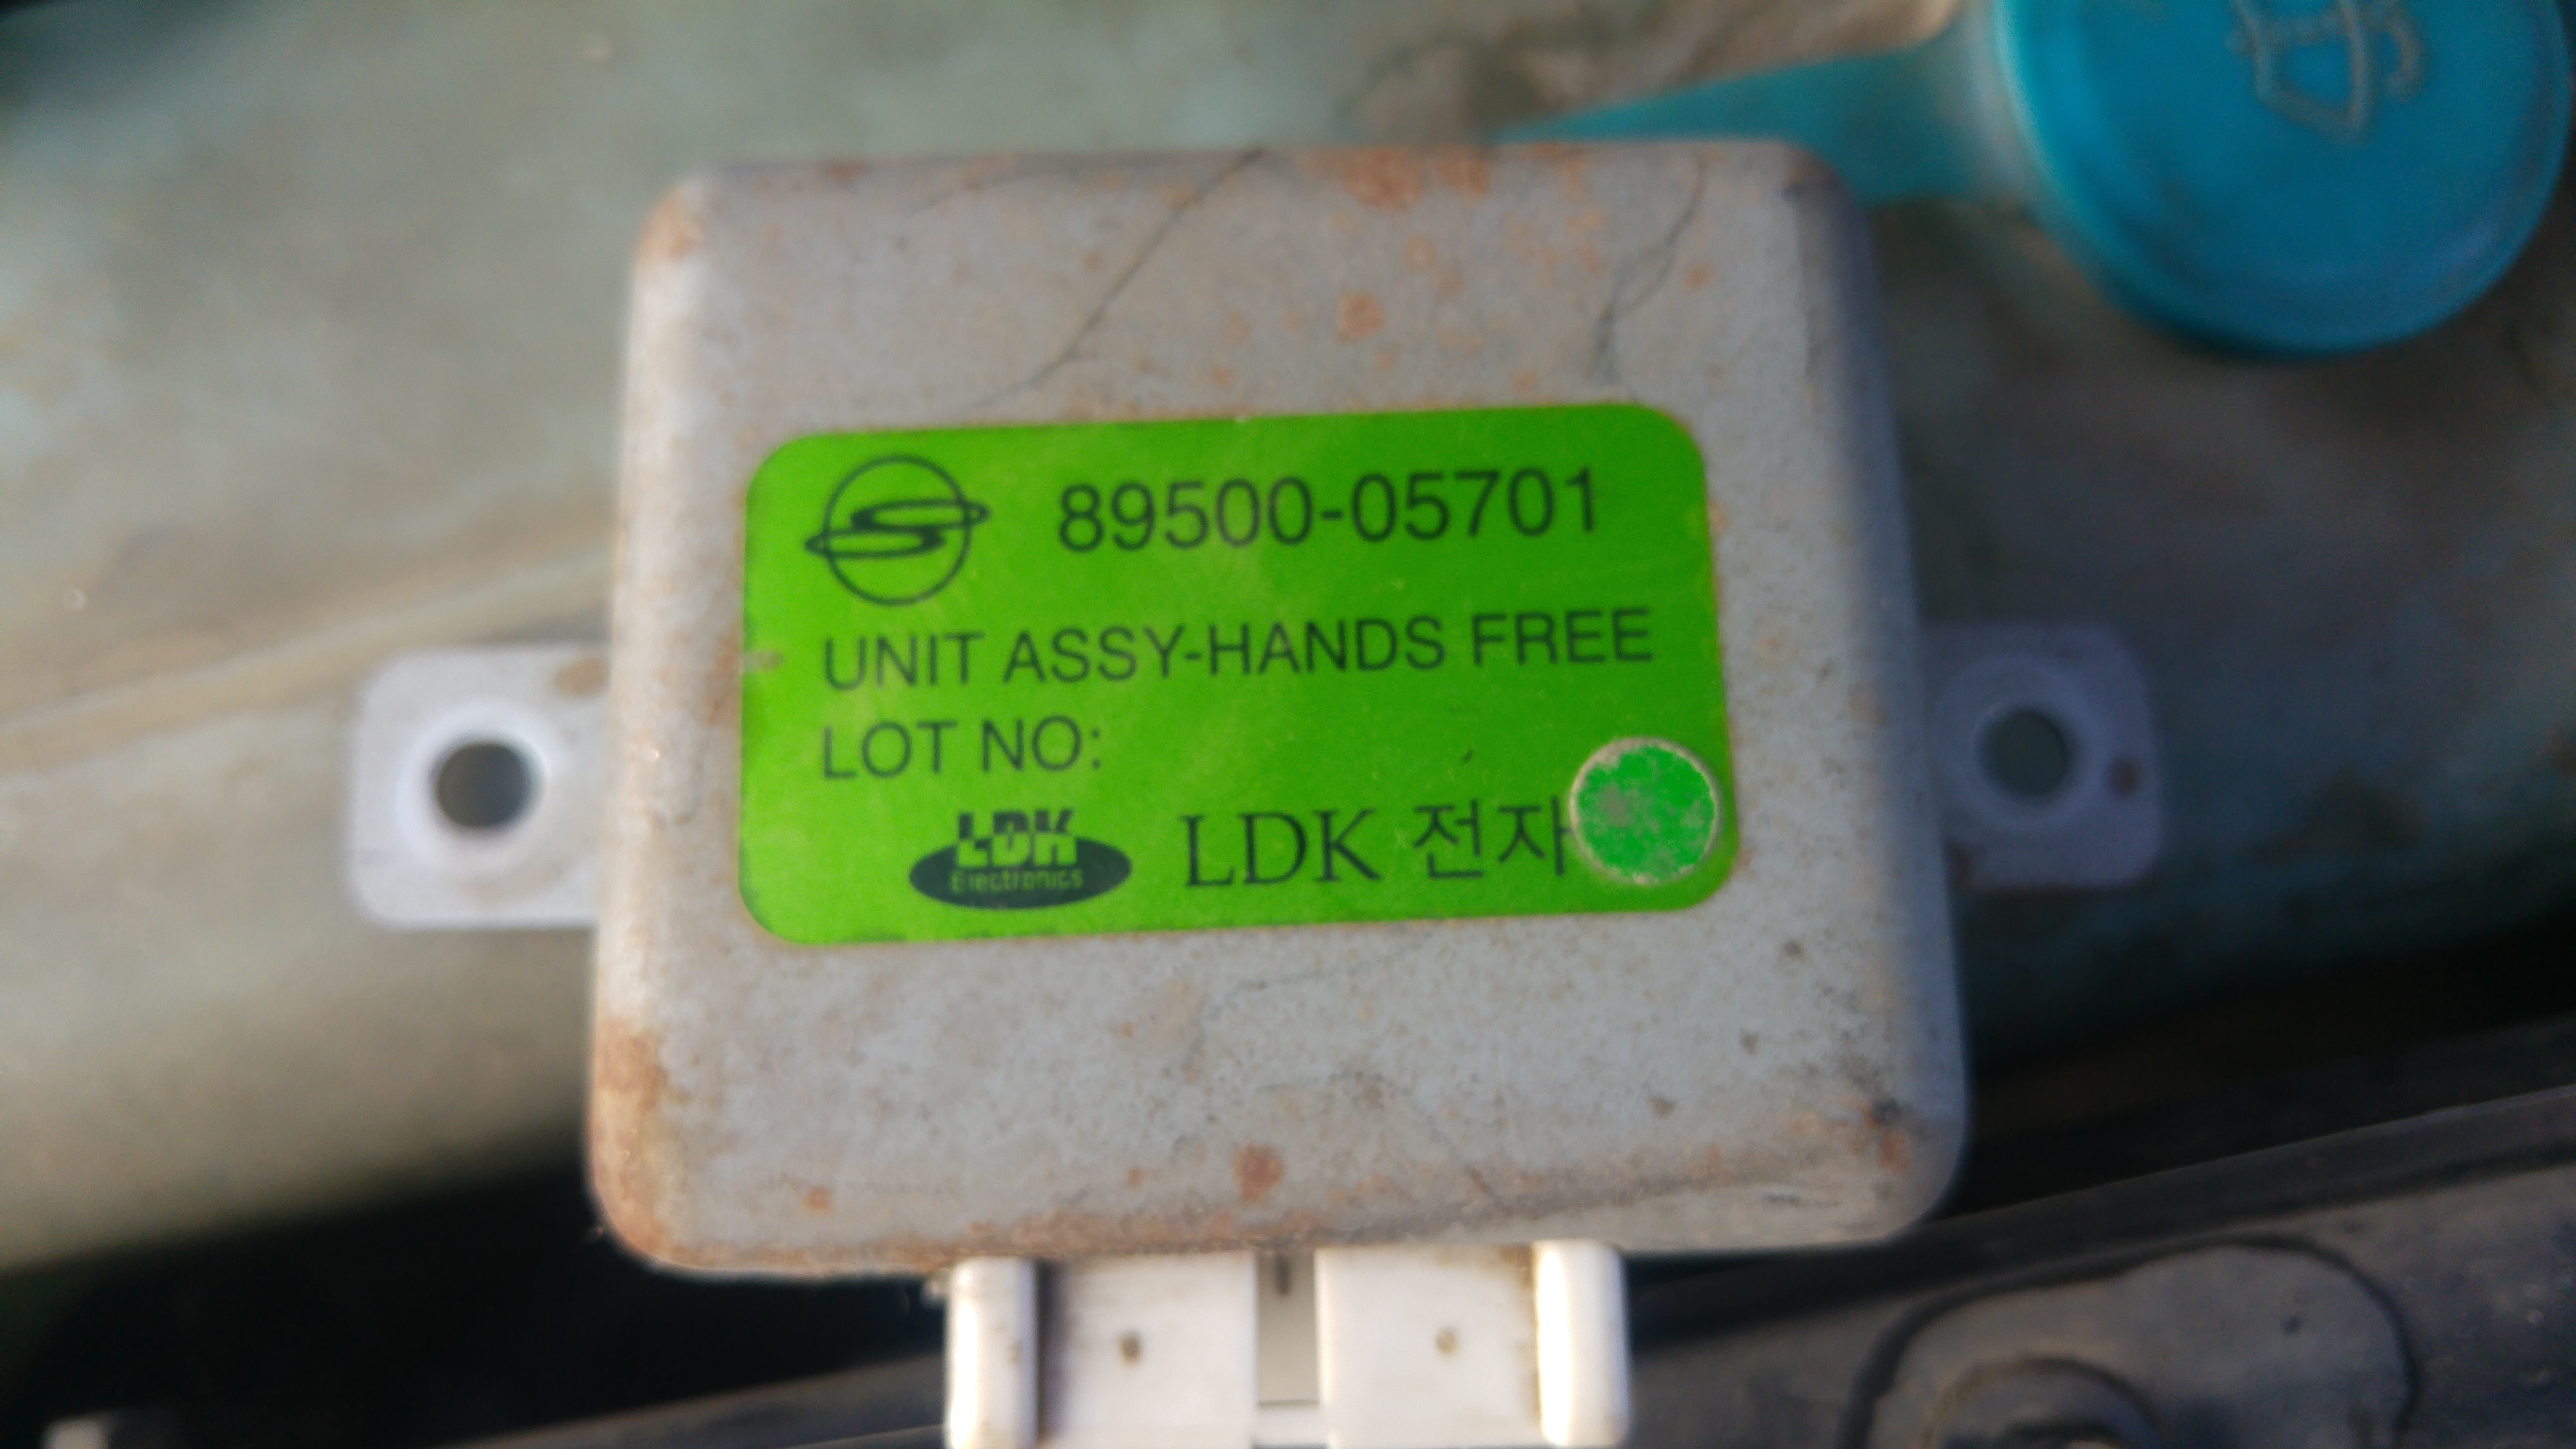 89500-05701
UNIT ASSY-HANDS FREE
LOT NO:
LDK
Electronics
LDK 전자